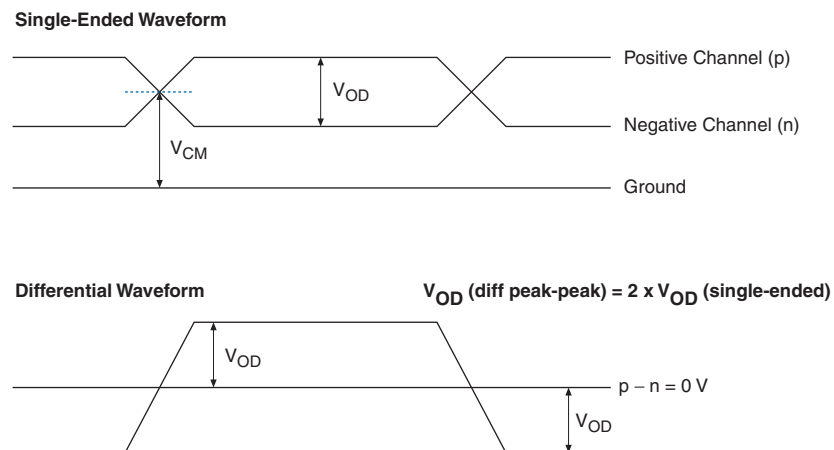 Single-Ended Waveform
Positive Channel (p)
VOD
Negative Channel (n)
VCM
Ground
Differential Waveform
VOD (diff peak-peak) = 2 x VOD (single-ended)
VOD
p – n = 0 V
VOD